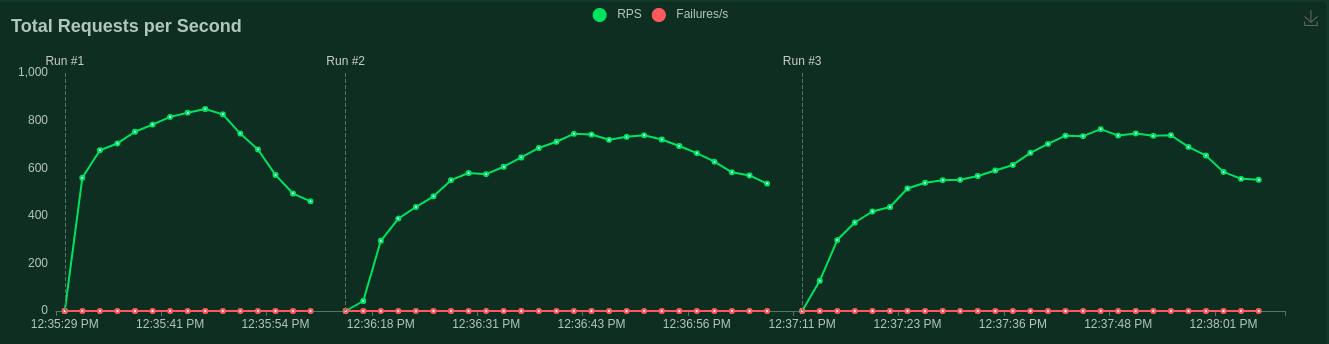 RPS Failures/s
Total Requests per Second
Run #1 Run #2 Run #3
1,000
800
600
400
200
0
12:35:29 PM 12:35:41 PM 12:35:54 PM 12:36:18 PM 12:36:31 PM 12:36:43 PM 12:36:56 PM 12:37:11 PM 12:37:23 PM 12:37:36 PM 12:37:48 PM 12:38:01 PM